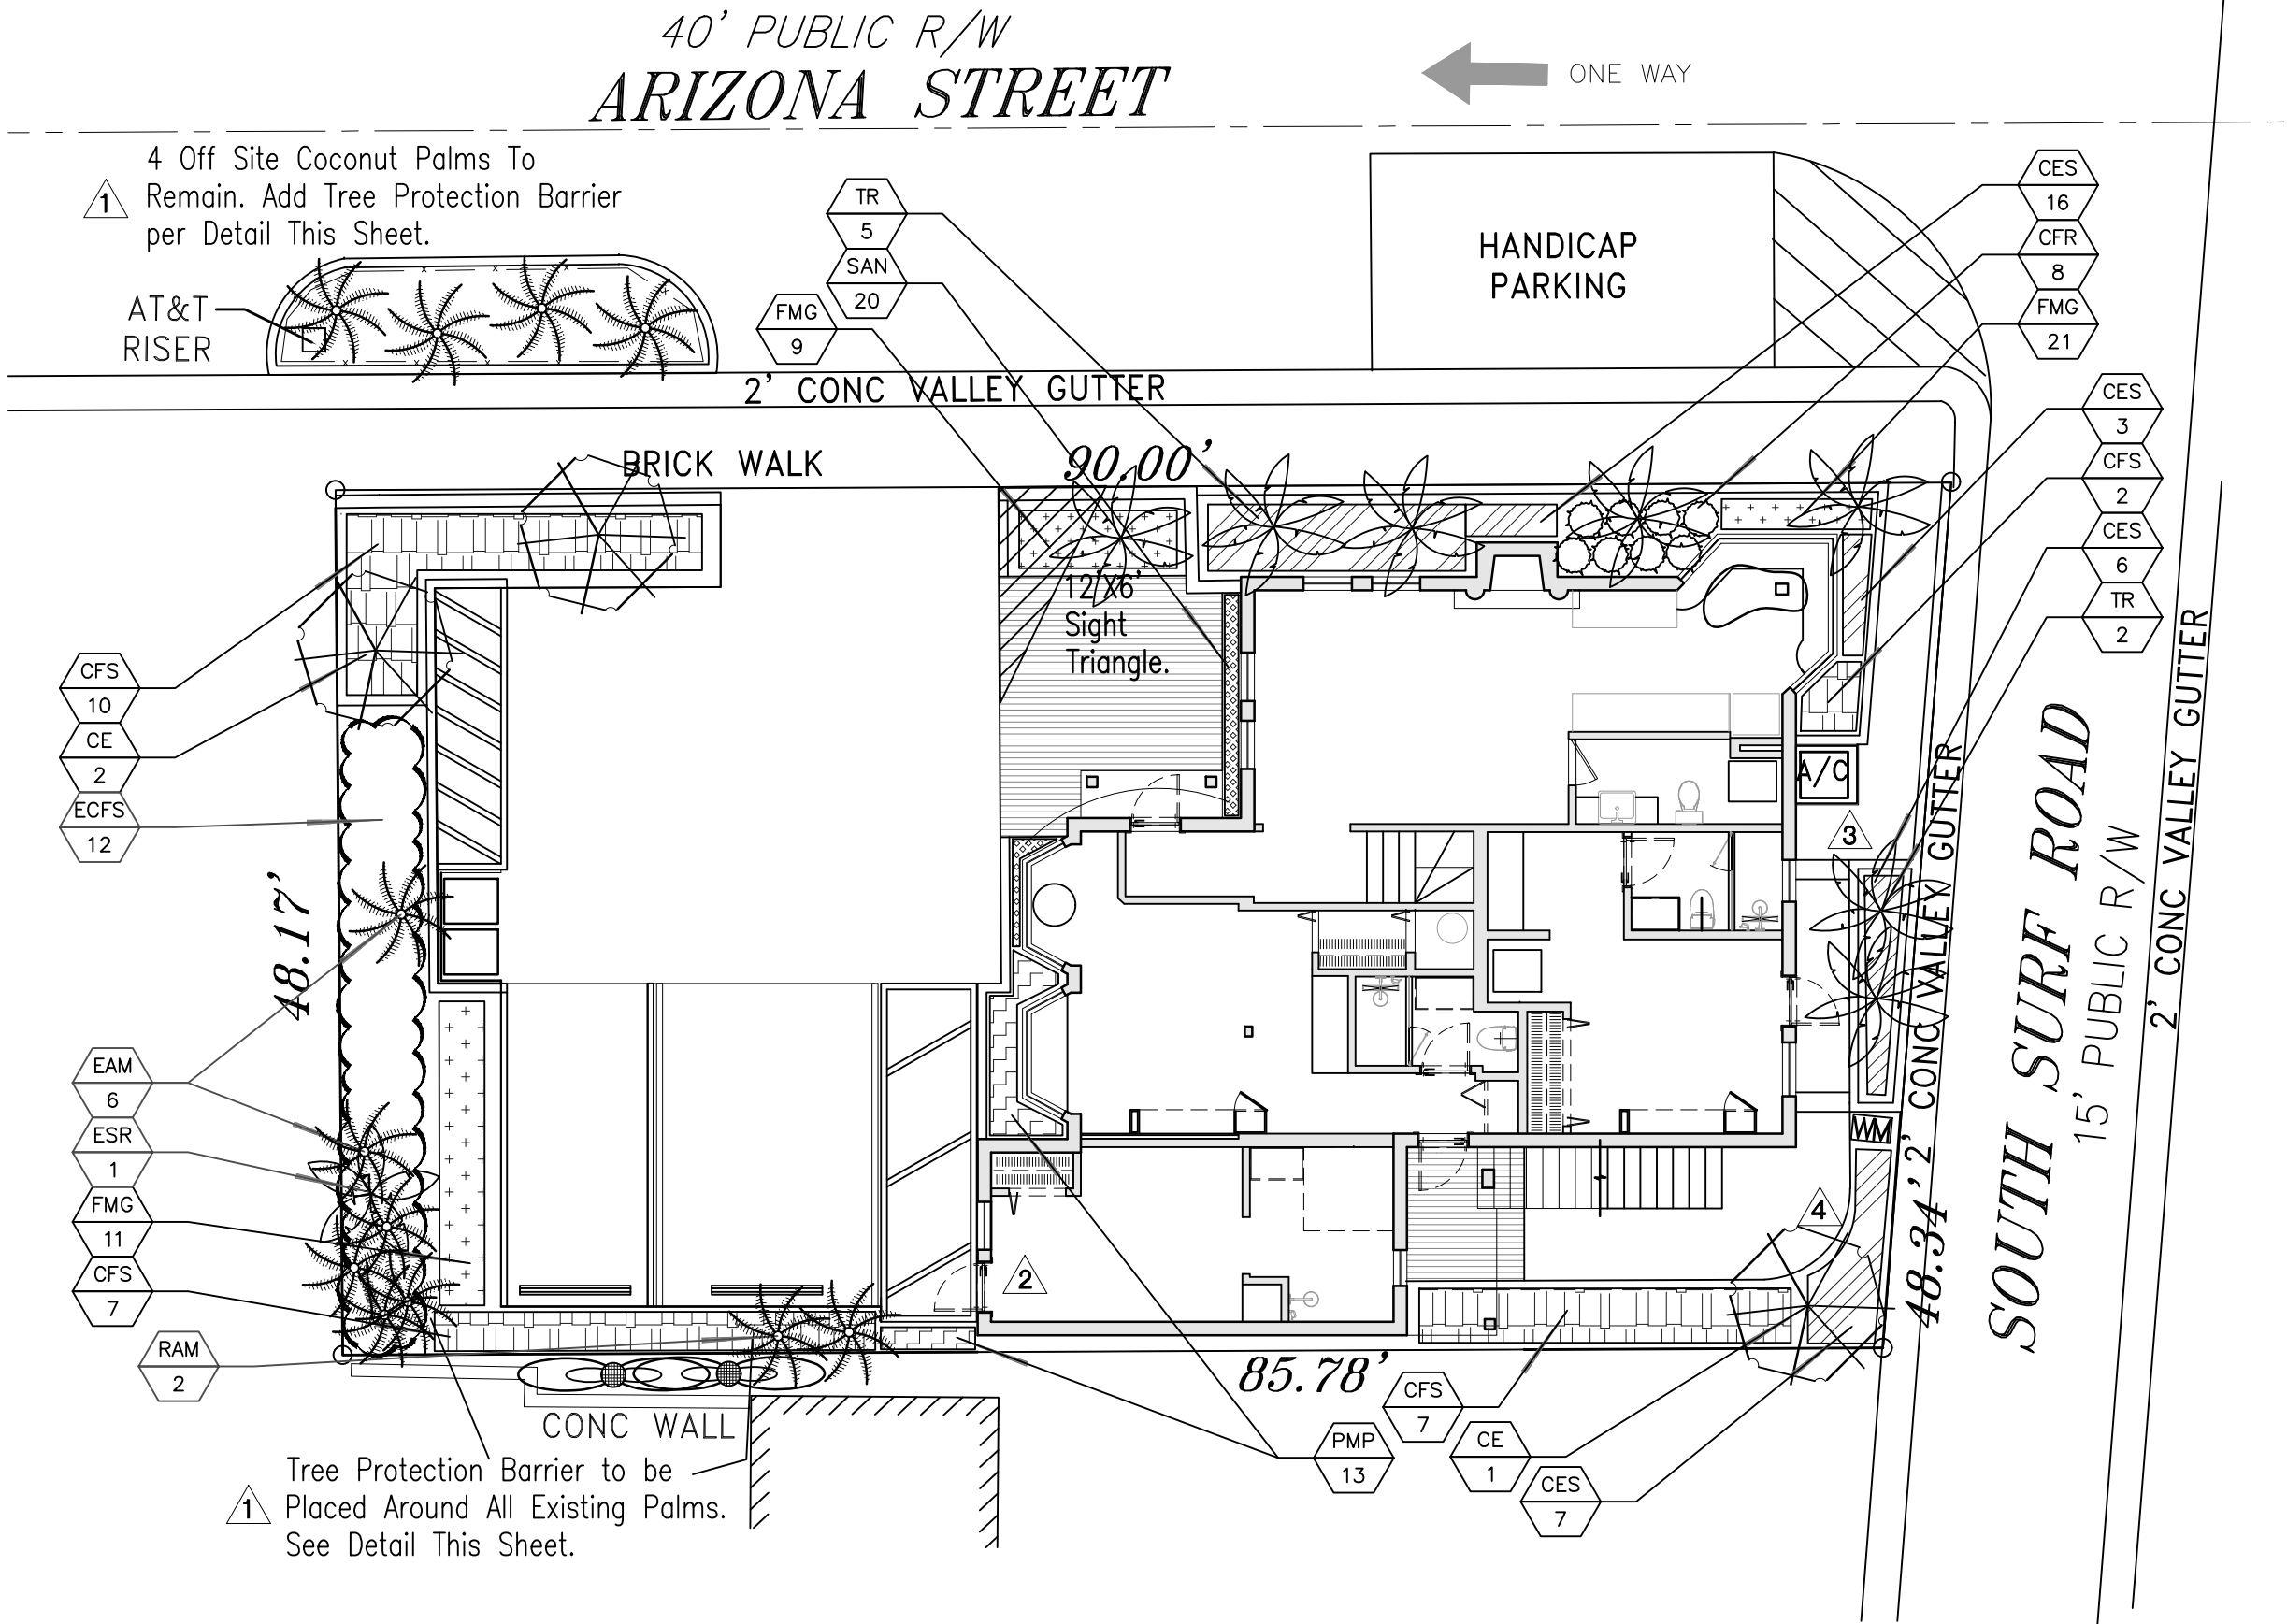 40' PUBLIC R/W
ARIZONA STREET
ONE WAY
4 Off Site Coconut Palms To
1 Remain. Add Tree Protection Barrier
per Detail This Sheet.
AT&T
RISER
TR
5
SAN
20
FMG
9
HANDICAP
PARKING
CES
16
CFR
8
FMG
21
CES
3
CFS
2
CES
6
TR
2
2' CONC VALLEY GUTTER
BRICK WALK
90.00'
12'X6'
Sight
Triangle.
CFS
10
CE
2
ECFS
12
A/C
3
48.17'
2' CONC VALLEY GUTTER
SOUTH SURF ROAD
15' PUBLIC R/W
2' CONC VALLEY GUTTER
EAM
6
ESR
1
FMG
11
CFS
7
RAM
2
WM
4
2
48.34'
85.78'
CONC WALL
CFS
7
PMP
13
CE
1
CES
7
Tree Protection Barrier to be
1 Placed Around All Existing Palms.
See Detail This Sheet.